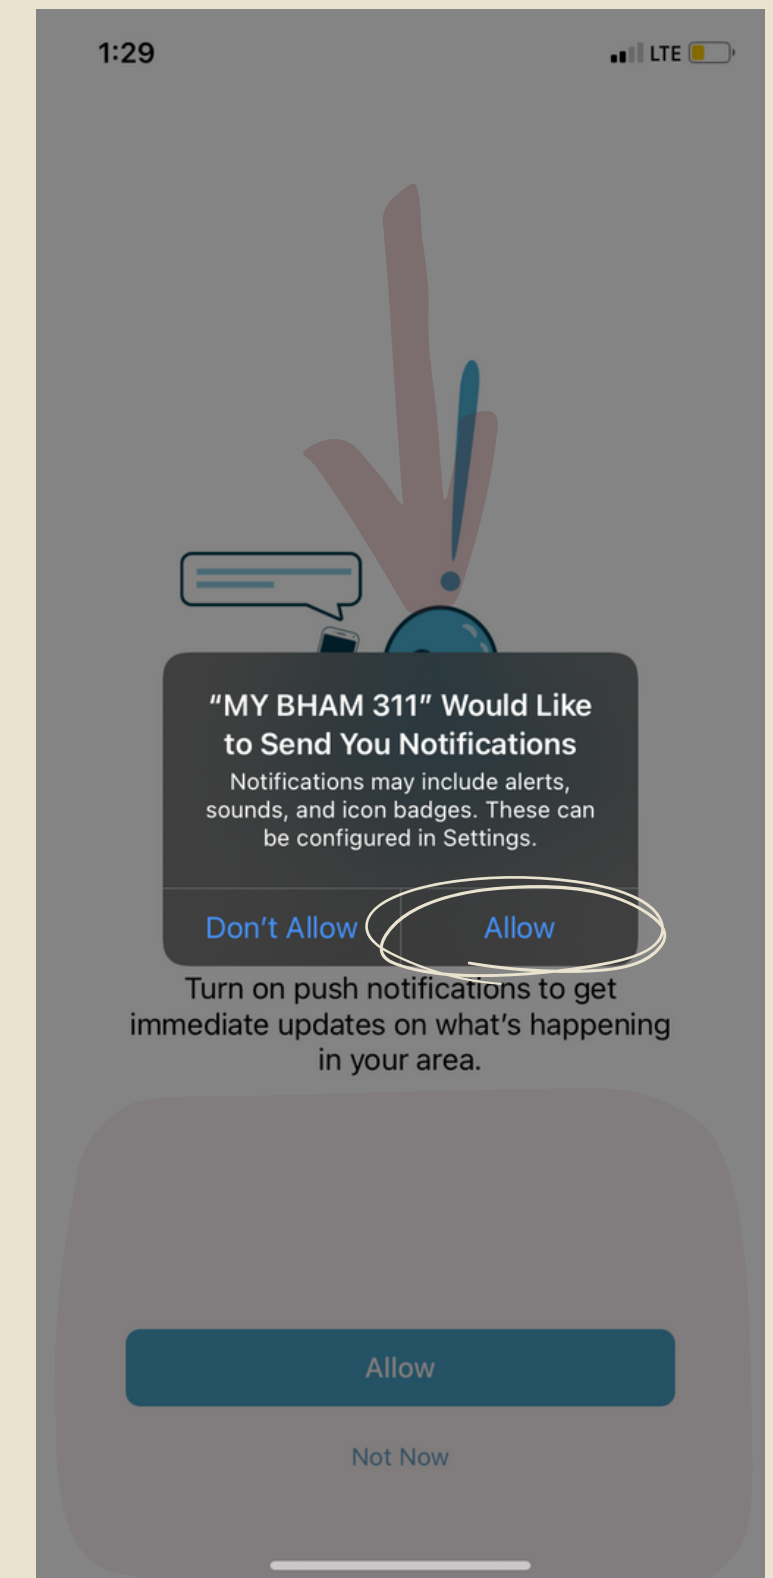 1:29
LTE
“MY BHAM 311” Would Like
to Send You Notifications
Notifications may include alerts,
sounds, and icon badges. These can
be configured in Settings.
Don’t Allow
Allow
Turn on push notifications to get
immediate updates on what’s happening
in your area.
Allow
Not Now